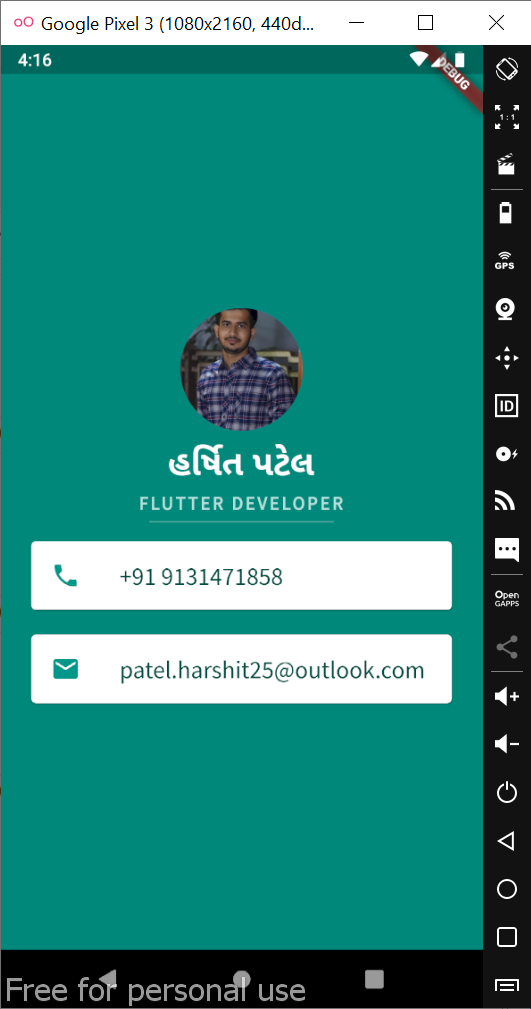 Google Pixel 3 (1080x2160, 440d...
4:16
DEBUG
1:1
GPS
ID
હર્ષિત પટેલ
FLUTTER DEVELOPER
+91 9131471858
patel.harshit25@outlook.com
Open
GAPPS
Free for personal use